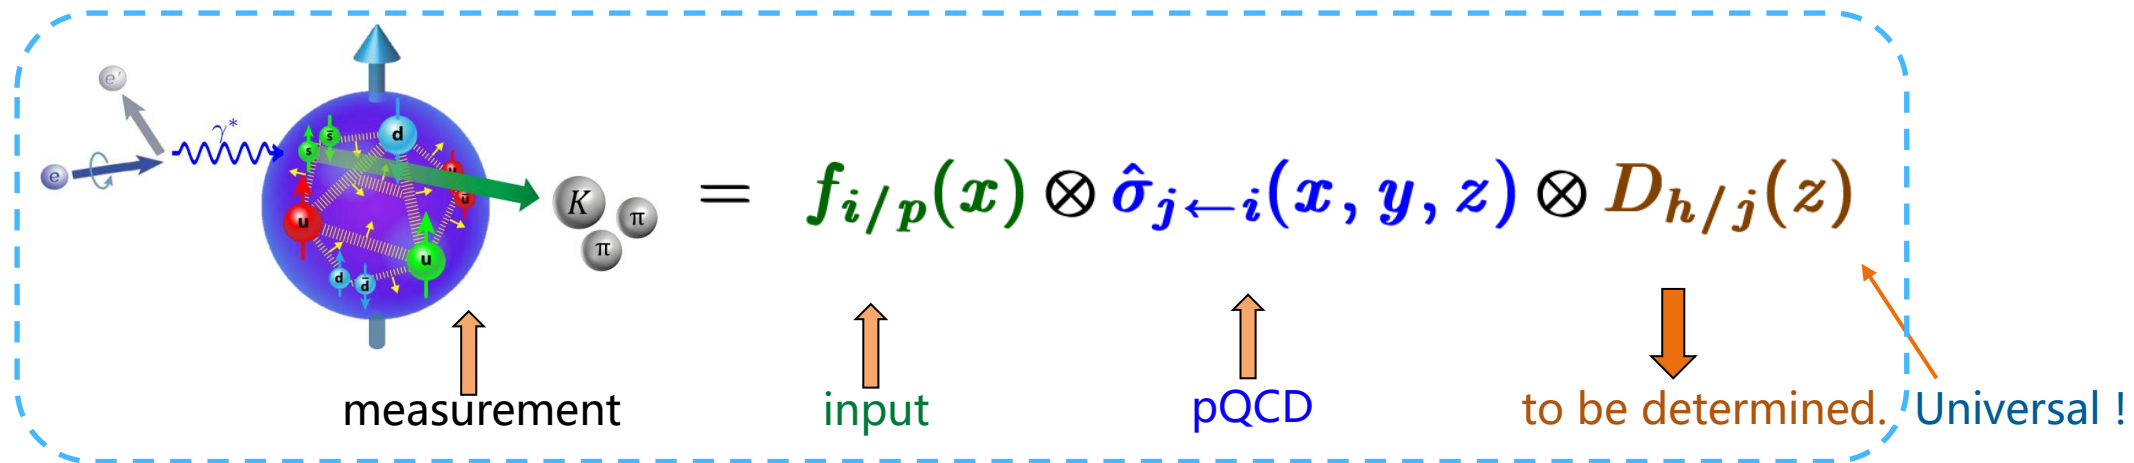 e'
e
γ*
s
s̄
d
u
ū
u
u
d
d̄
K
π
π
= f_{i/p}(x) ⊗ σ̂_{j←i}(x, y, z) ⊗ D_{h/j}(z)
measurement
input
pQCD
to be determined.
Universal !